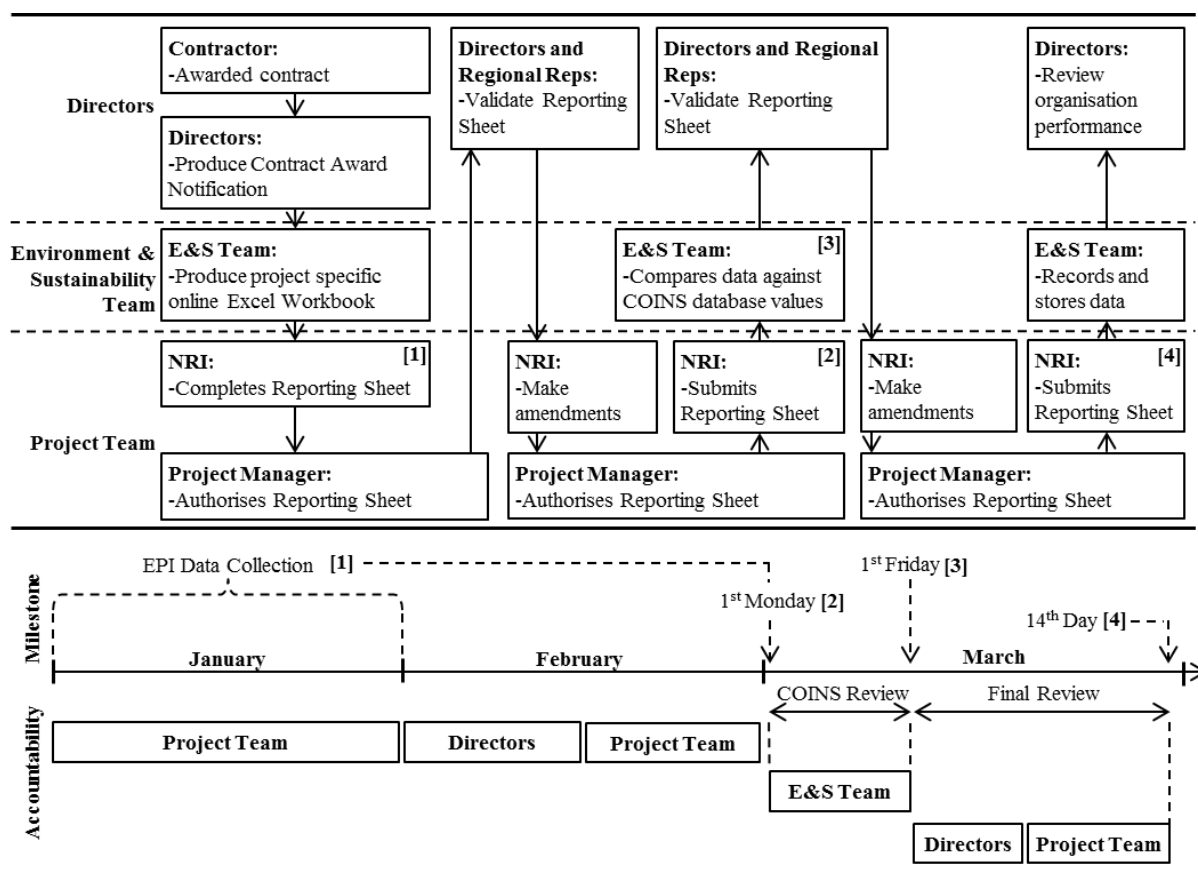 Directors
Contractor:
-Awarded contract
Directors:
-Produce Contract Award
Notification
Directors and
Regional Reps:
-Validate Reporting
Sheet
Directors and Regional
Reps:
-Validate Reporting
Sheet
Directors:
-Review
organisation
performance
Environment &
Sustainability
Team
E&S Team:
-Produce project specific
online Excel Workbook
E&S Team: [3]
-Compares data against
COINS database values
E&S Team:
-Records and
stores data
Project Team
NRI: [1]
-Completes Reporting Sheet
Project Manager:
-Authorises Reporting Sheet
NRI:
-Make
amendments
NRI: [2]
-Submits
Reporting Sheet
Project Manager:
-Authorises Reporting Sheet
NRI:
-Make
amendments
NRI: [4]
-Submits
Reporting Sheet
Project Manager:
-Authorises Reporting Sheet
Milestone
EPI Data Collection [1]
1st Monday [2]
1st Friday [3]
14th Day [4]
January
February
March
COINS Review
Final Review
Accountability
Project Team
Directors
Project Team
E&S Team
Directors
Project Team